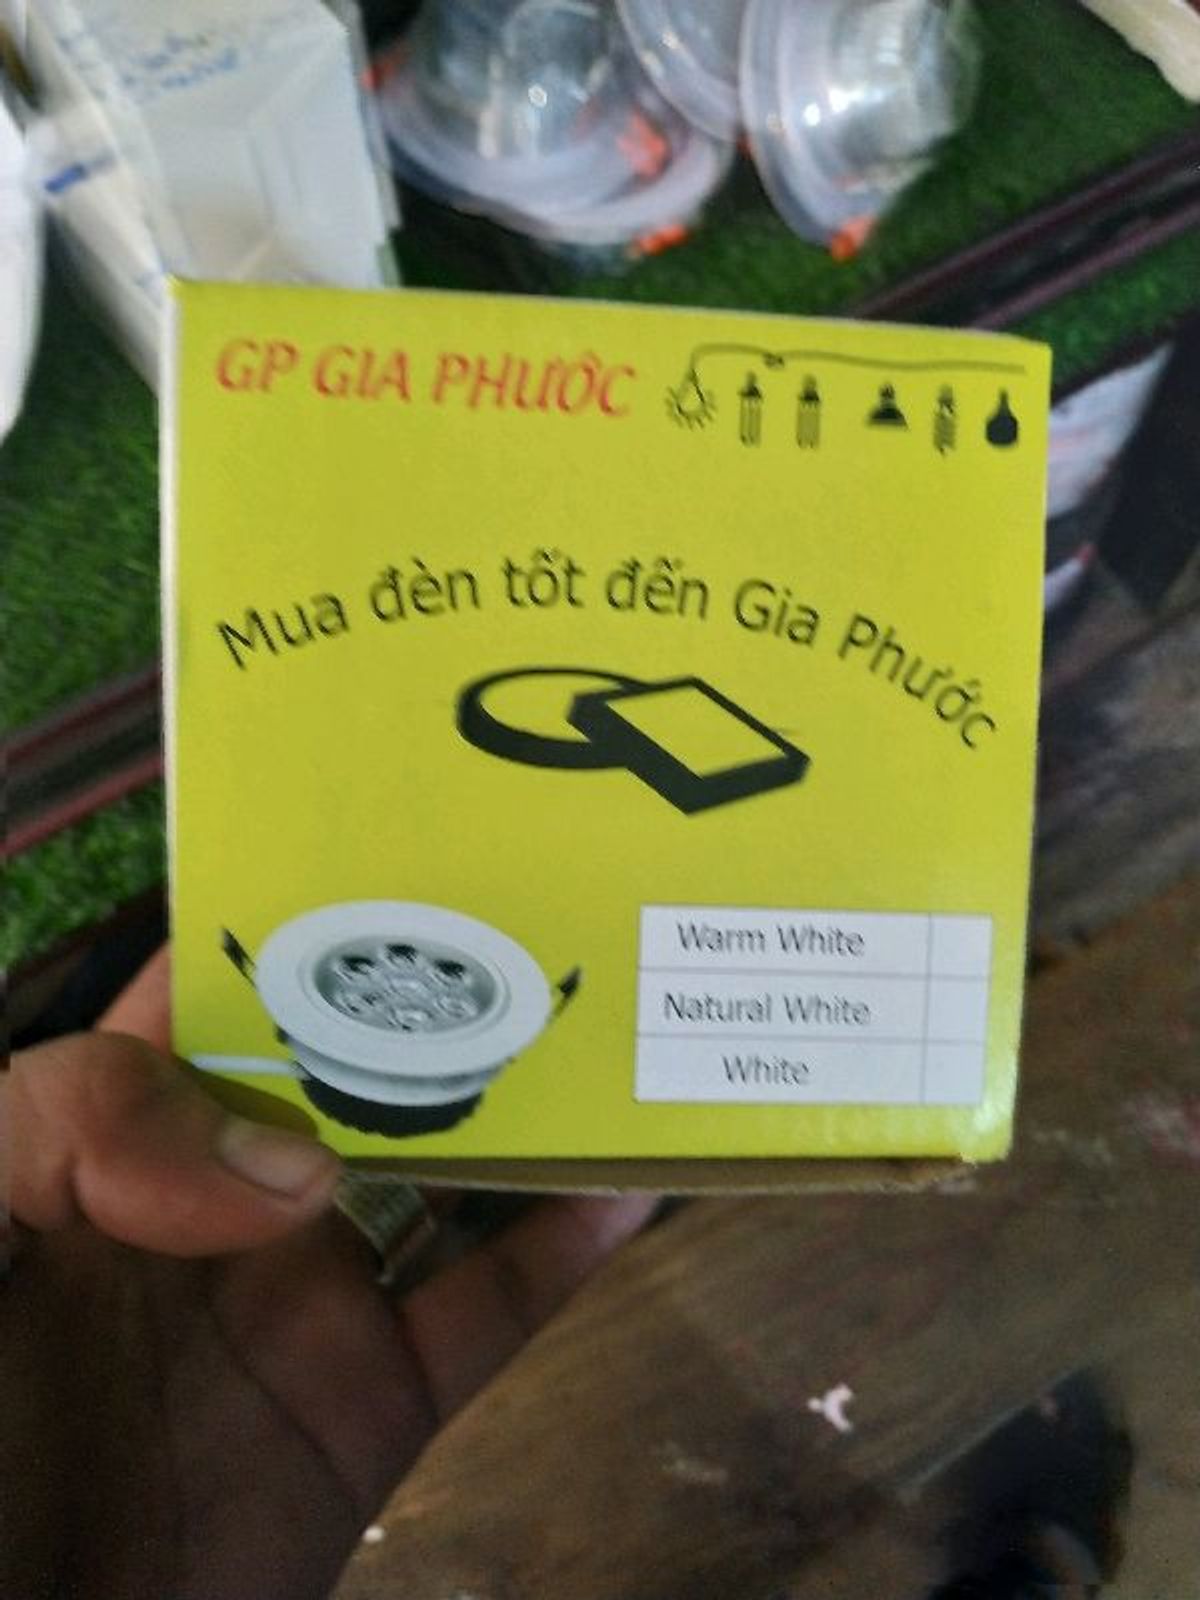 GP GIA PHƯỚC
Mua đèn tốt đến Gia Phước
Warm White
Natural White
White